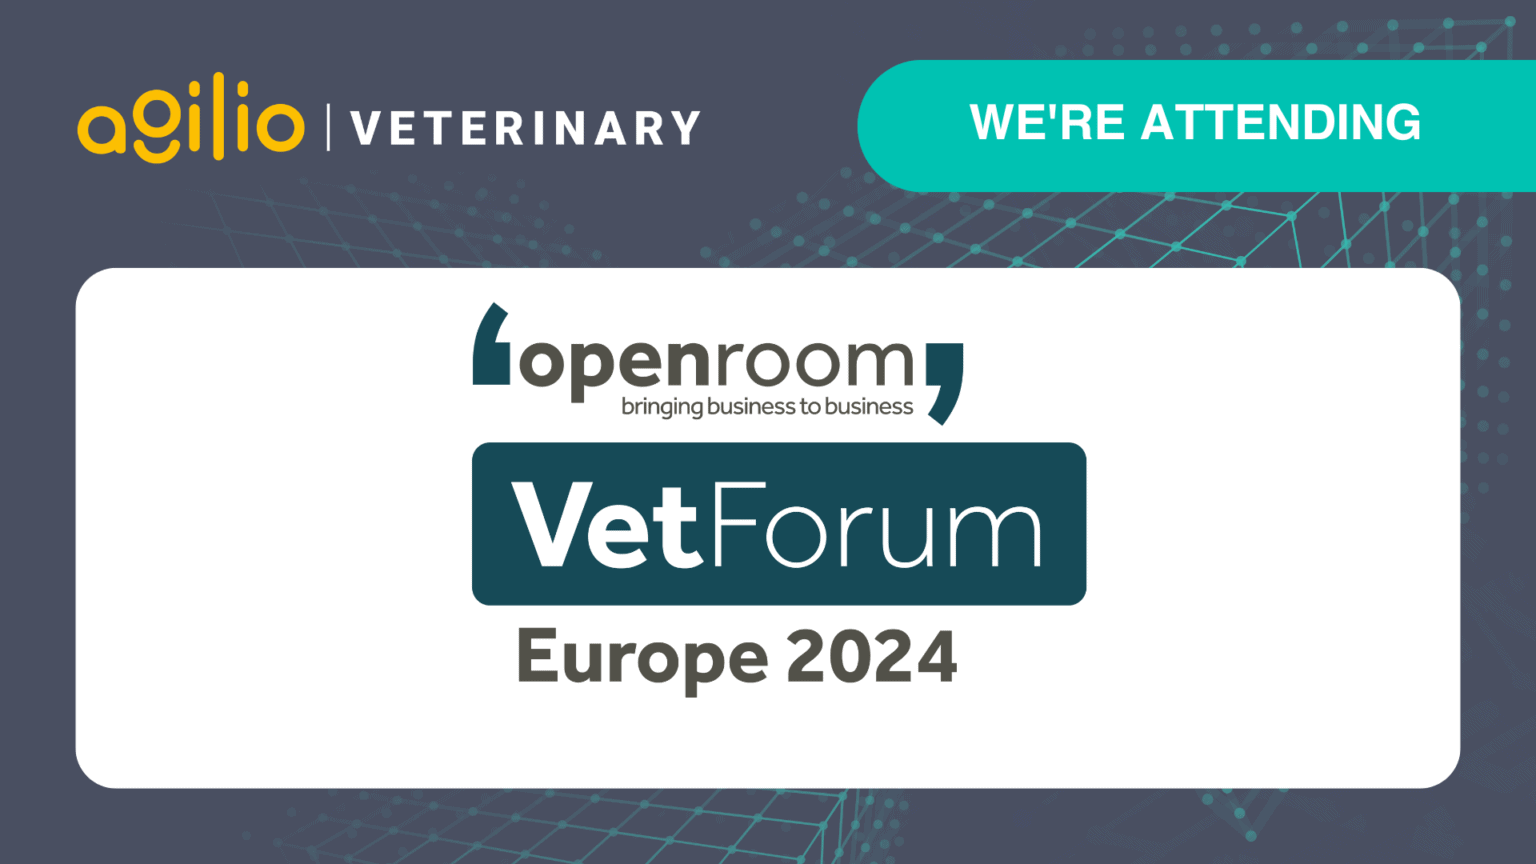 agilio | VETERINARY
WE'RE ATTENDING
‘openroom’
bringing business to business
VetForum
Europe 2024